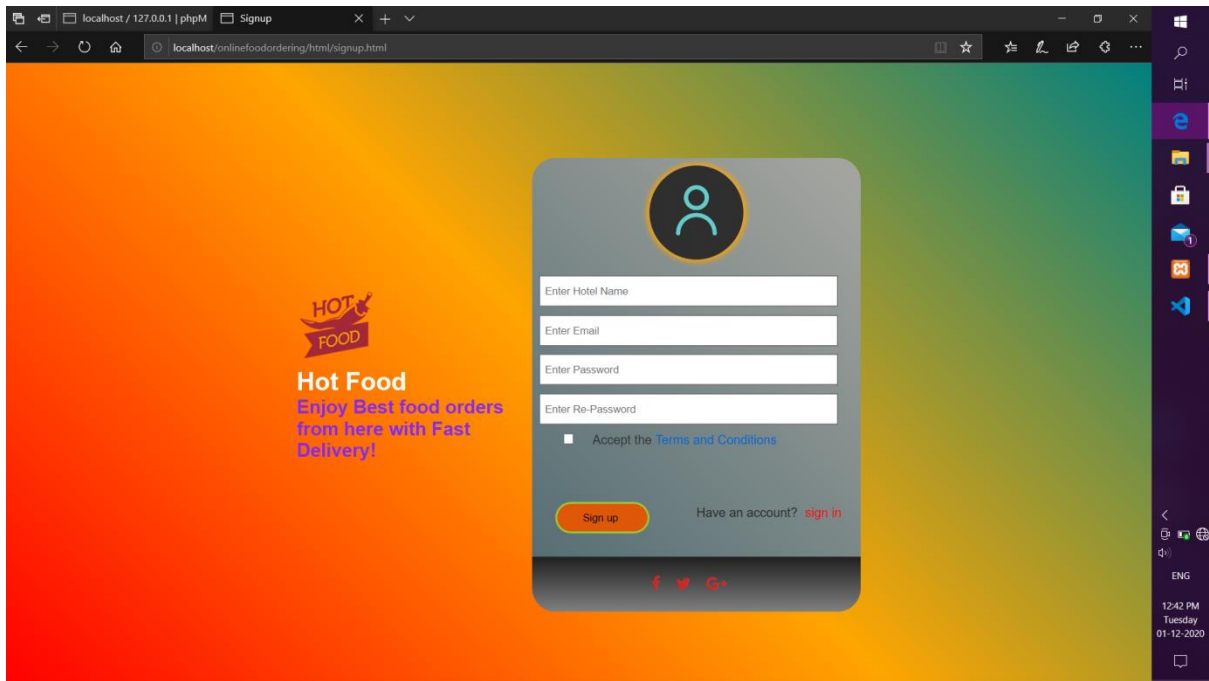 localhost / 127.0.0.1 | phpM
Signup
localhost/onlinefoodordering/html/signup.html
HOT
FOOD
Hot Food
Enjoy Best food orders
from here with Fast
Delivery!
Enter Hotel Name
Enter Email
Enter Password
Enter Re-Password
Accept the Terms and Conditions
Sign up
Have an account? sign in
G+
1
ENG
12:42 PM
Tuesday
01-12-2020